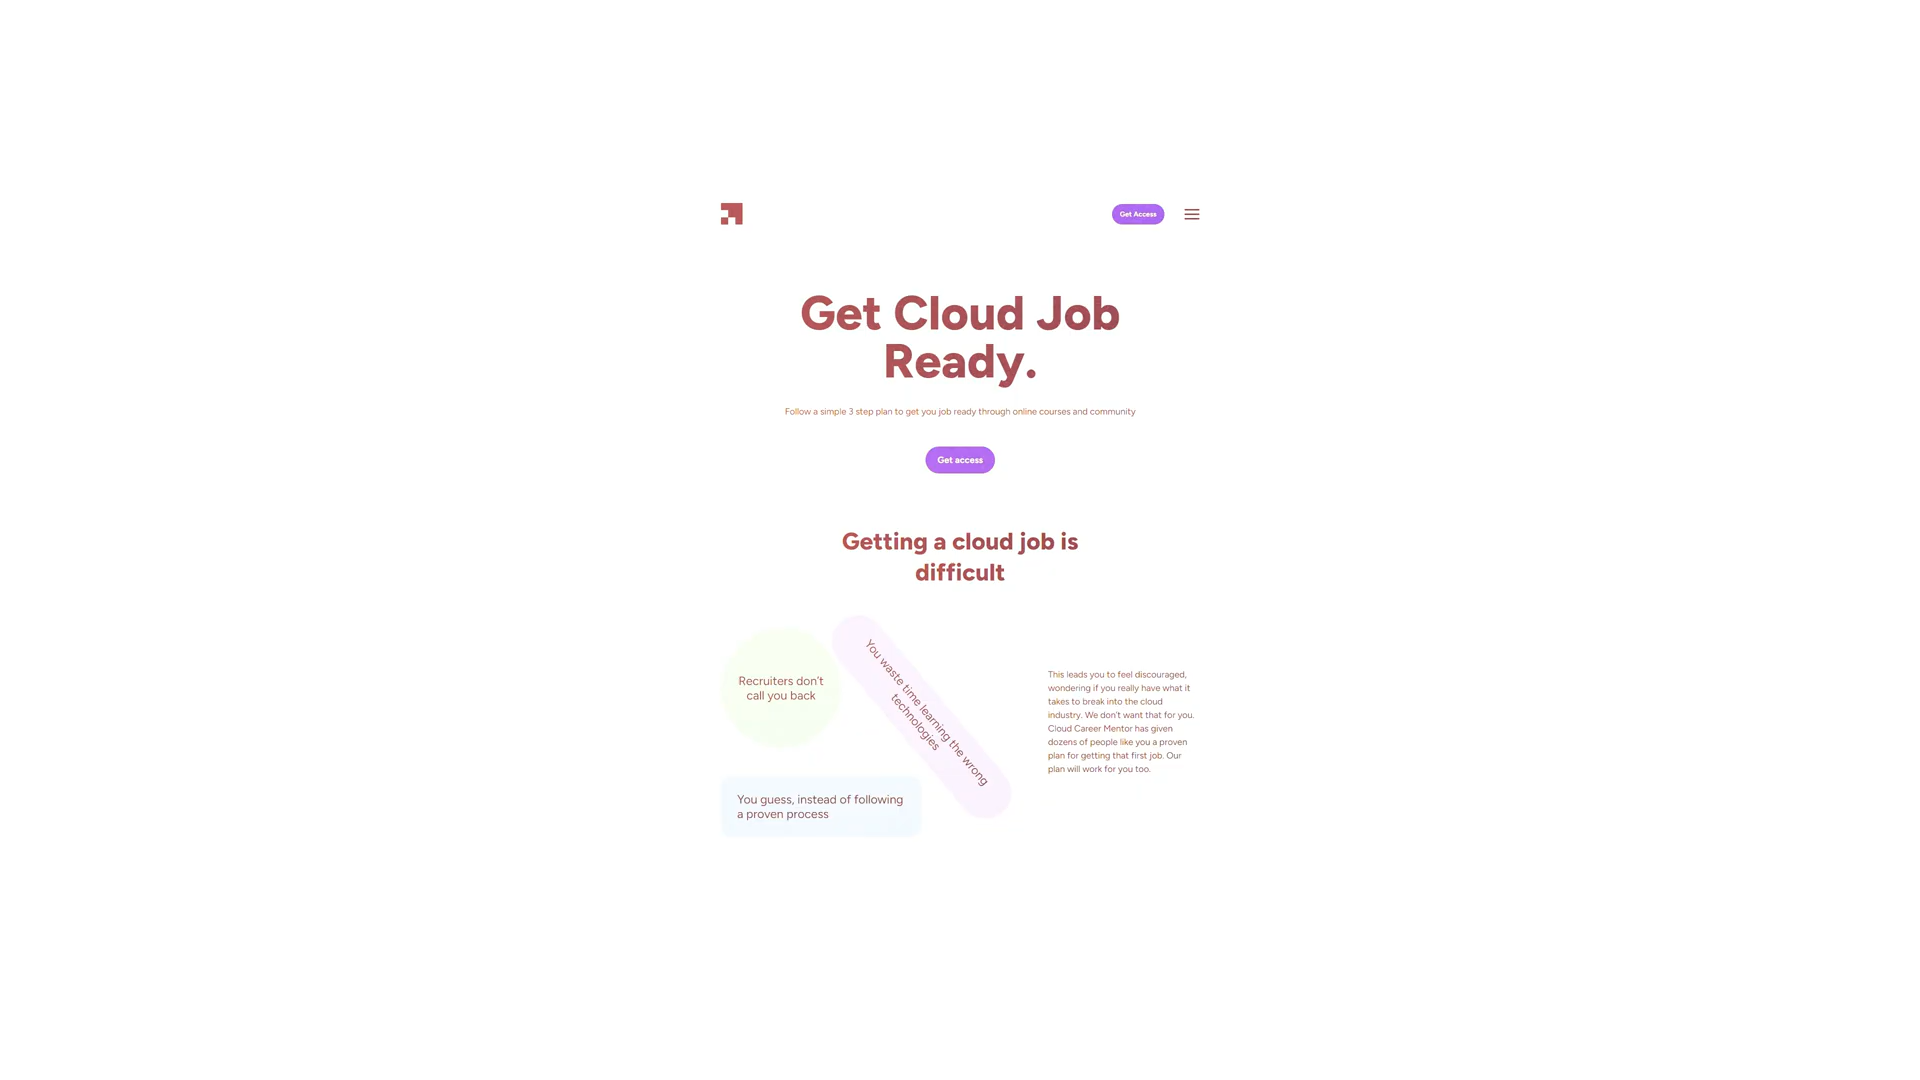 Get Access
Get Cloud Job
Ready.
Follow a simple 3 step plan to get you job ready through online courses and community
Get access
Getting a cloud job is
difficult
Recruiters don't
call you back
You waste time learning the wrong
technologies
You guess, instead of following
a proven process
This leads you to feel discouraged,
wondering if you really have what it
takes to break into the cloud
industry. We don't want that for you.
Cloud Career Mentor has given
dozens of people like you a proven
plan for getting that first job. Our
plan will work for you too.